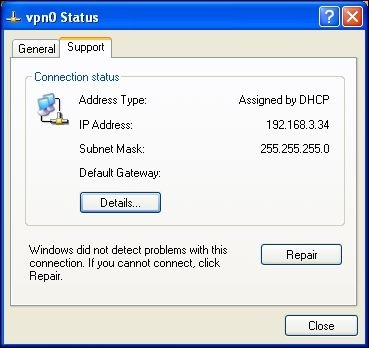 vpn0 Status
General Support
Connection status
Address Type: Assigned by DHCP
IP Address: 192.168.3.34
Subnet Mask: 255.255.255.0
Default Gateway:
Details...
Windows did not detect problems with this
connection. If you cannot connect, click
Repair.
Repair
Close